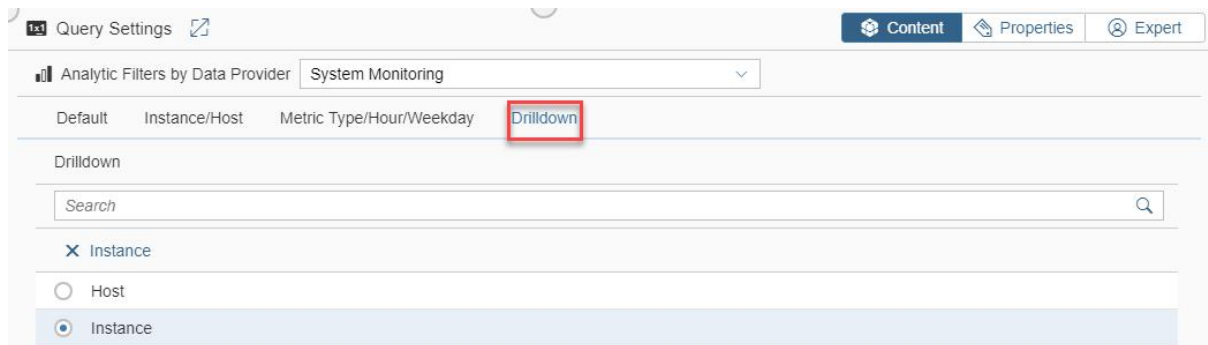 1x1 Query Settings Content Properties Expert
Analytic Filters by Data Provider System Monitoring
Default Instance/Host Metric Type/Hour/Weekday Drilldown
Drilldown
Search
Instance
Host
Instance